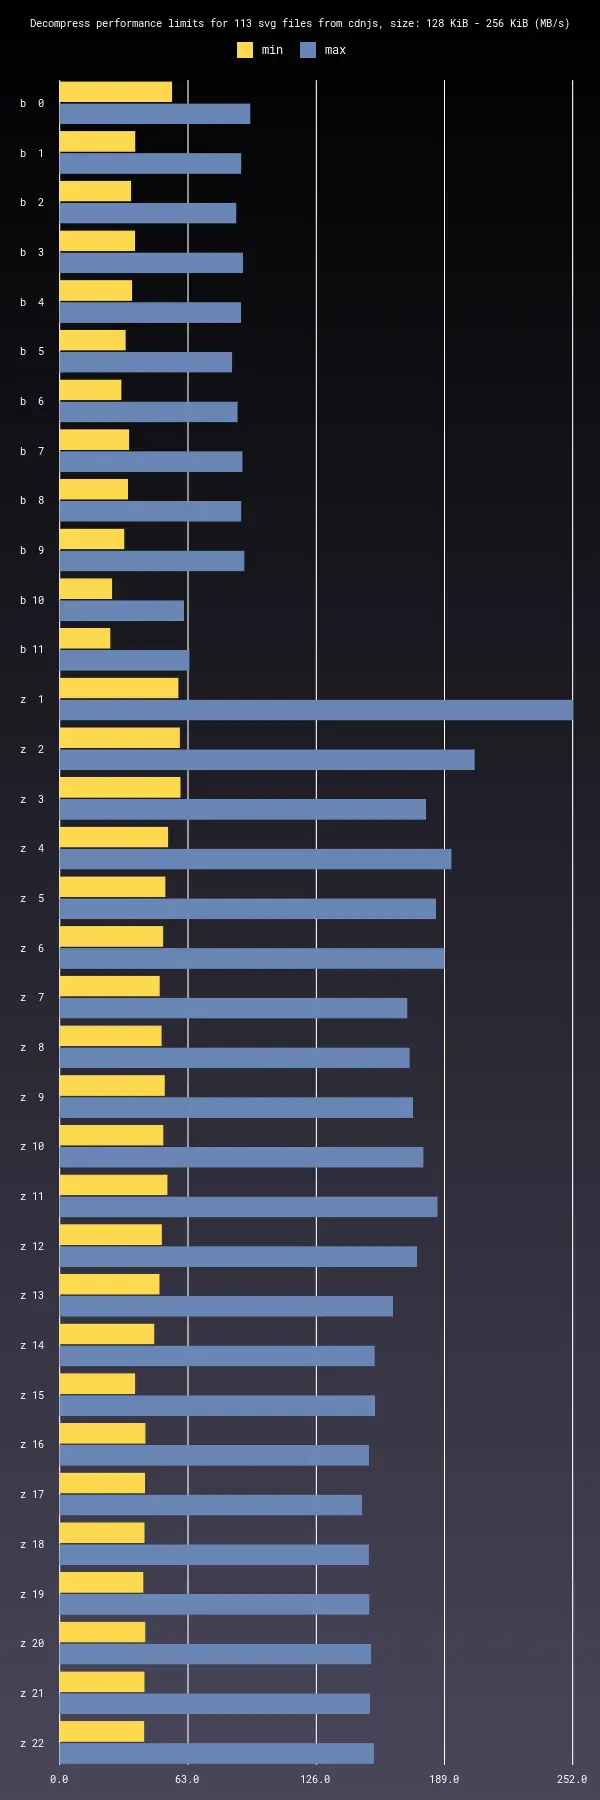 Decompress performance limits for 113 svg files from cdnjs, size: 128 KiB - 256 KiB (MB/s)
min max
b 0
b 1
b 2
b 3
b 4
b 5
b 6
b 7
b 8
b 9
b 10
b 11
z 1
z 2
z 3
z 4
z 5
z 6
z 7
z 8
z 9
z 10
z 11
z 12
z 13
z 14
z 15
z 16
z 17
z 18
z 19
z 20
z 21
z 22
0.0 63.0 126.0 189.0 252.0